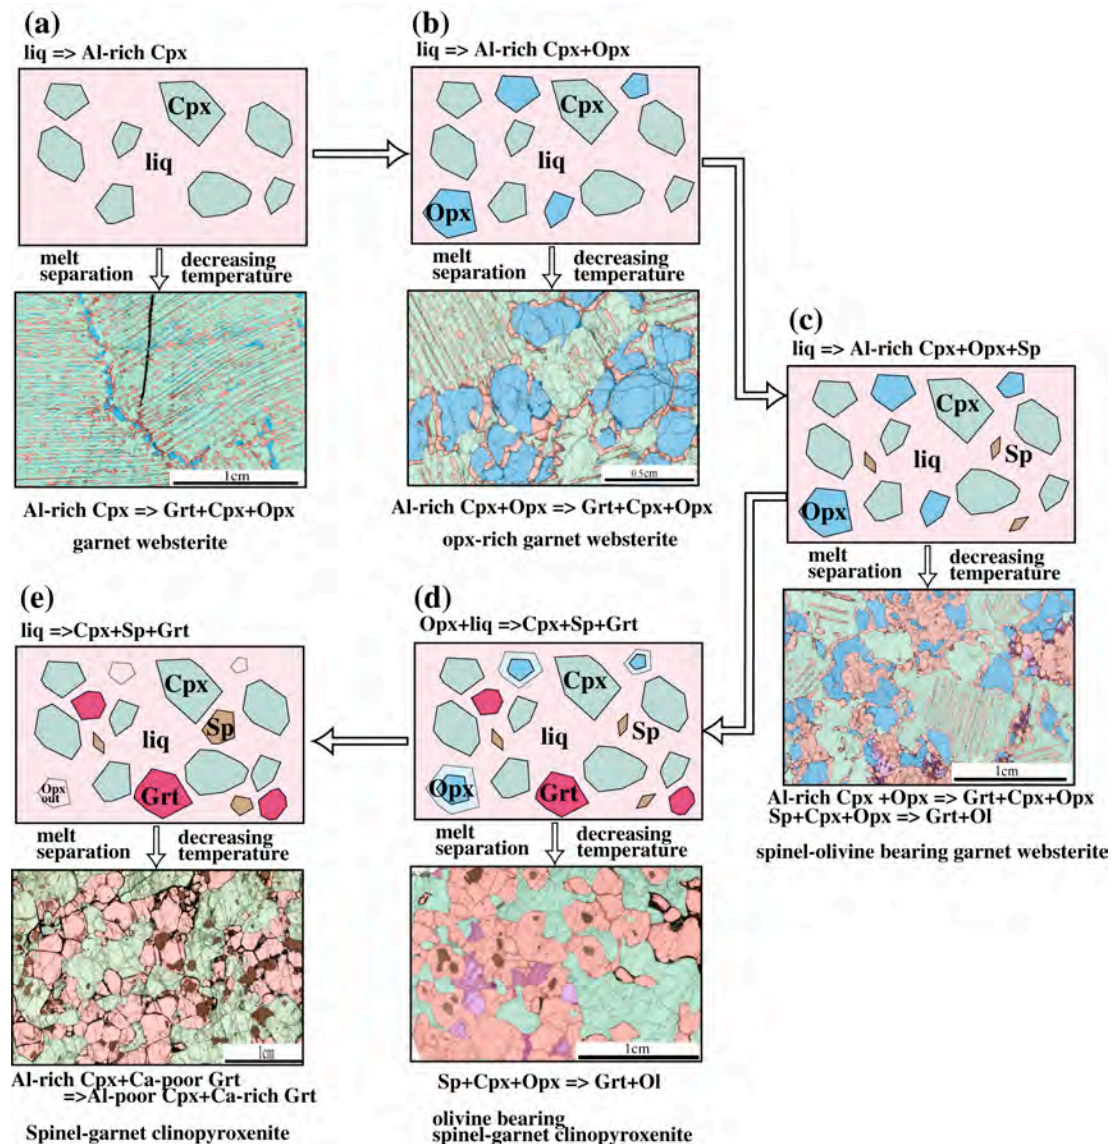 (a)
liq => Al-rich Cpx
Cpx
liq
melt separation
decreasing temperature
1cm
Al-rich Cpx => Grt+Cpx+Opx
garnet websterite
(b)
liq => Al-rich Cpx+Opx
Cpx
liq
Opx
melt separation
decreasing temperature
0.5cm
Al-rich Cpx+Opx => Grt+Cpx+Opx
opx-rich garnet websterite
(c)
liq => Al-rich Cpx+Opx+Sp
Cpx
Sp
liq
Opx
melt separation
decreasing temperature
1cm
Al-rich Cpx +Opx => Grt+Cpx+Opx
Sp+Cpx+Opx => Grt+Ol
spinel-olivine bearing garnet websterite
(d)
Opx+liq =>Cpx+Sp+Grt
Cpx
Sp
liq
Opx
Grt
melt separation
decreasing temperature
1cm
Sp+Cpx+Opx => Grt+Ol
olivine bearing
spinel-garnet clinopyroxenite
(e)
liq =>Cpx+Sp+Grt
Cpx
Sp
liq
Opx
out
Grt
melt separation
decreasing temperature
1cm
Al-rich Cpx+Ca-poor Grt
=>Al-poor Cpx+Ca-rich Grt
Spinel-garnet clinopyroxenite